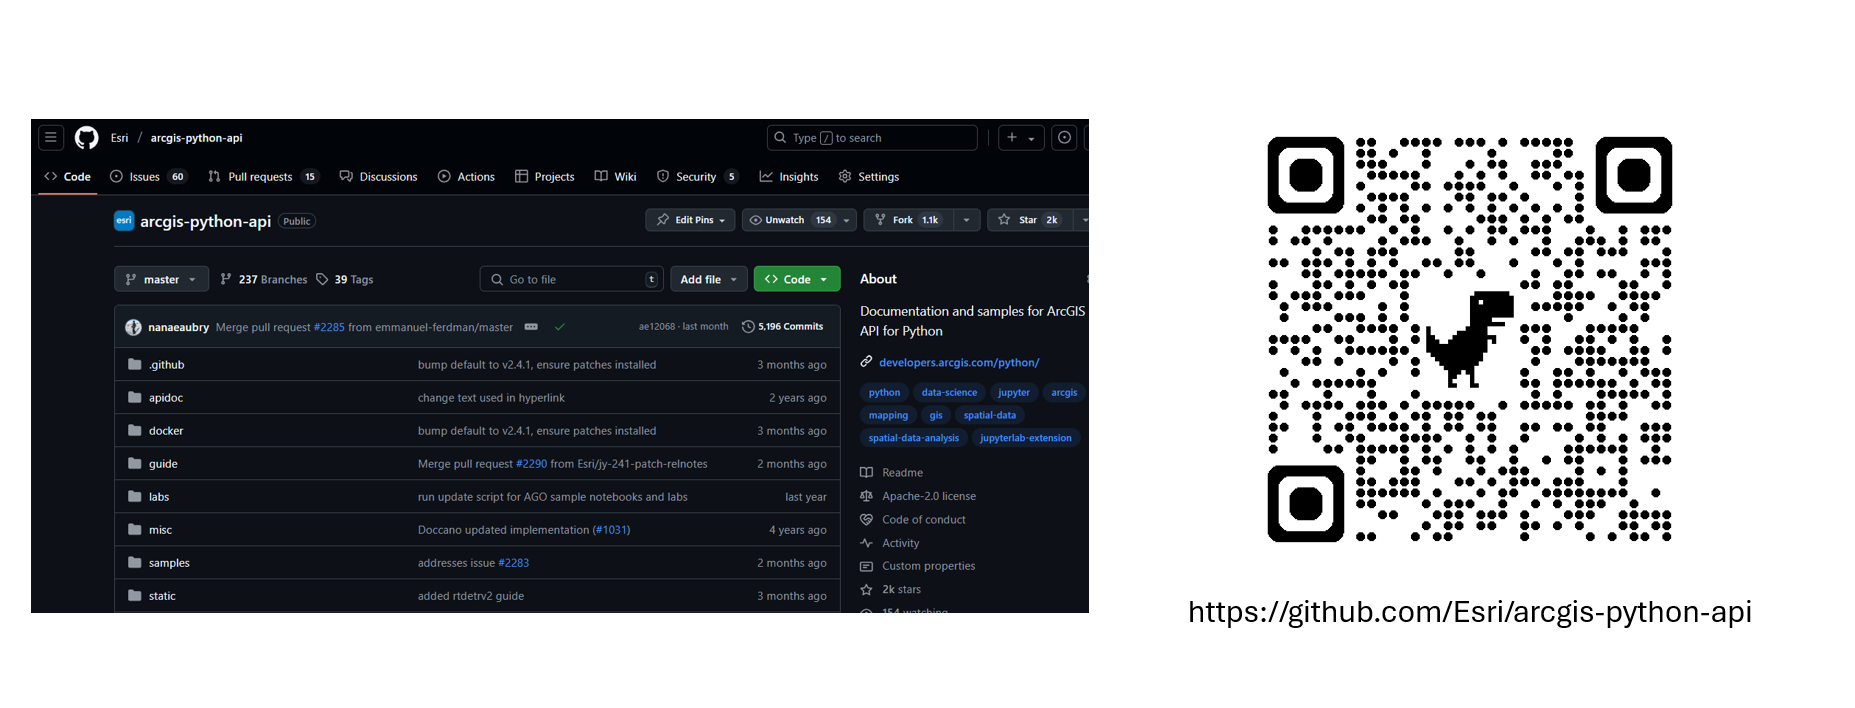 Esri / arcgis-python-api
Type / to search
Code Issues 60 Pull requests 15 Discussions Actions Projects Wiki Security 5 Insights Settings
esri arcgis-python-api Public
Edit Pins Unwatch 154 Fork 1.1k Star 2k
master 237 Branches 39 Tags Go to file t Add file Code
nanaeaubry Merge pull request #2285 from emmanuel-ferdman/master ae12068 · last month 5,196 Commits
.github bump default to v2.4.1, ensure patches installed 3 months ago
apidoc change text used in hyperlink 2 years ago
docker bump default to v2.4.1, ensure patches installed 3 months ago
guide Merge pull request #2290 from Esri/jy-241-patch-relnotes 2 months ago
labs run update script for AGO sample notebooks and labs last year
misc Doccano updated implementation (#1031) 4 years ago
samples addresses issue #2283 2 months ago
static added rtdetrv2 guide 3 months ago
About
Documentation and samples for ArcGIS
API for Python
developers.arcgis.com/python/
python data-science jupyter arcgis
mapping gis spatial-data
spatial-data-analysis jupyterlab-extension
Readme
Apache-2.0 license
Code of conduct
Activity
Custom properties
2k stars
154 watching
https://github.com/Esri/arcgis-python-api